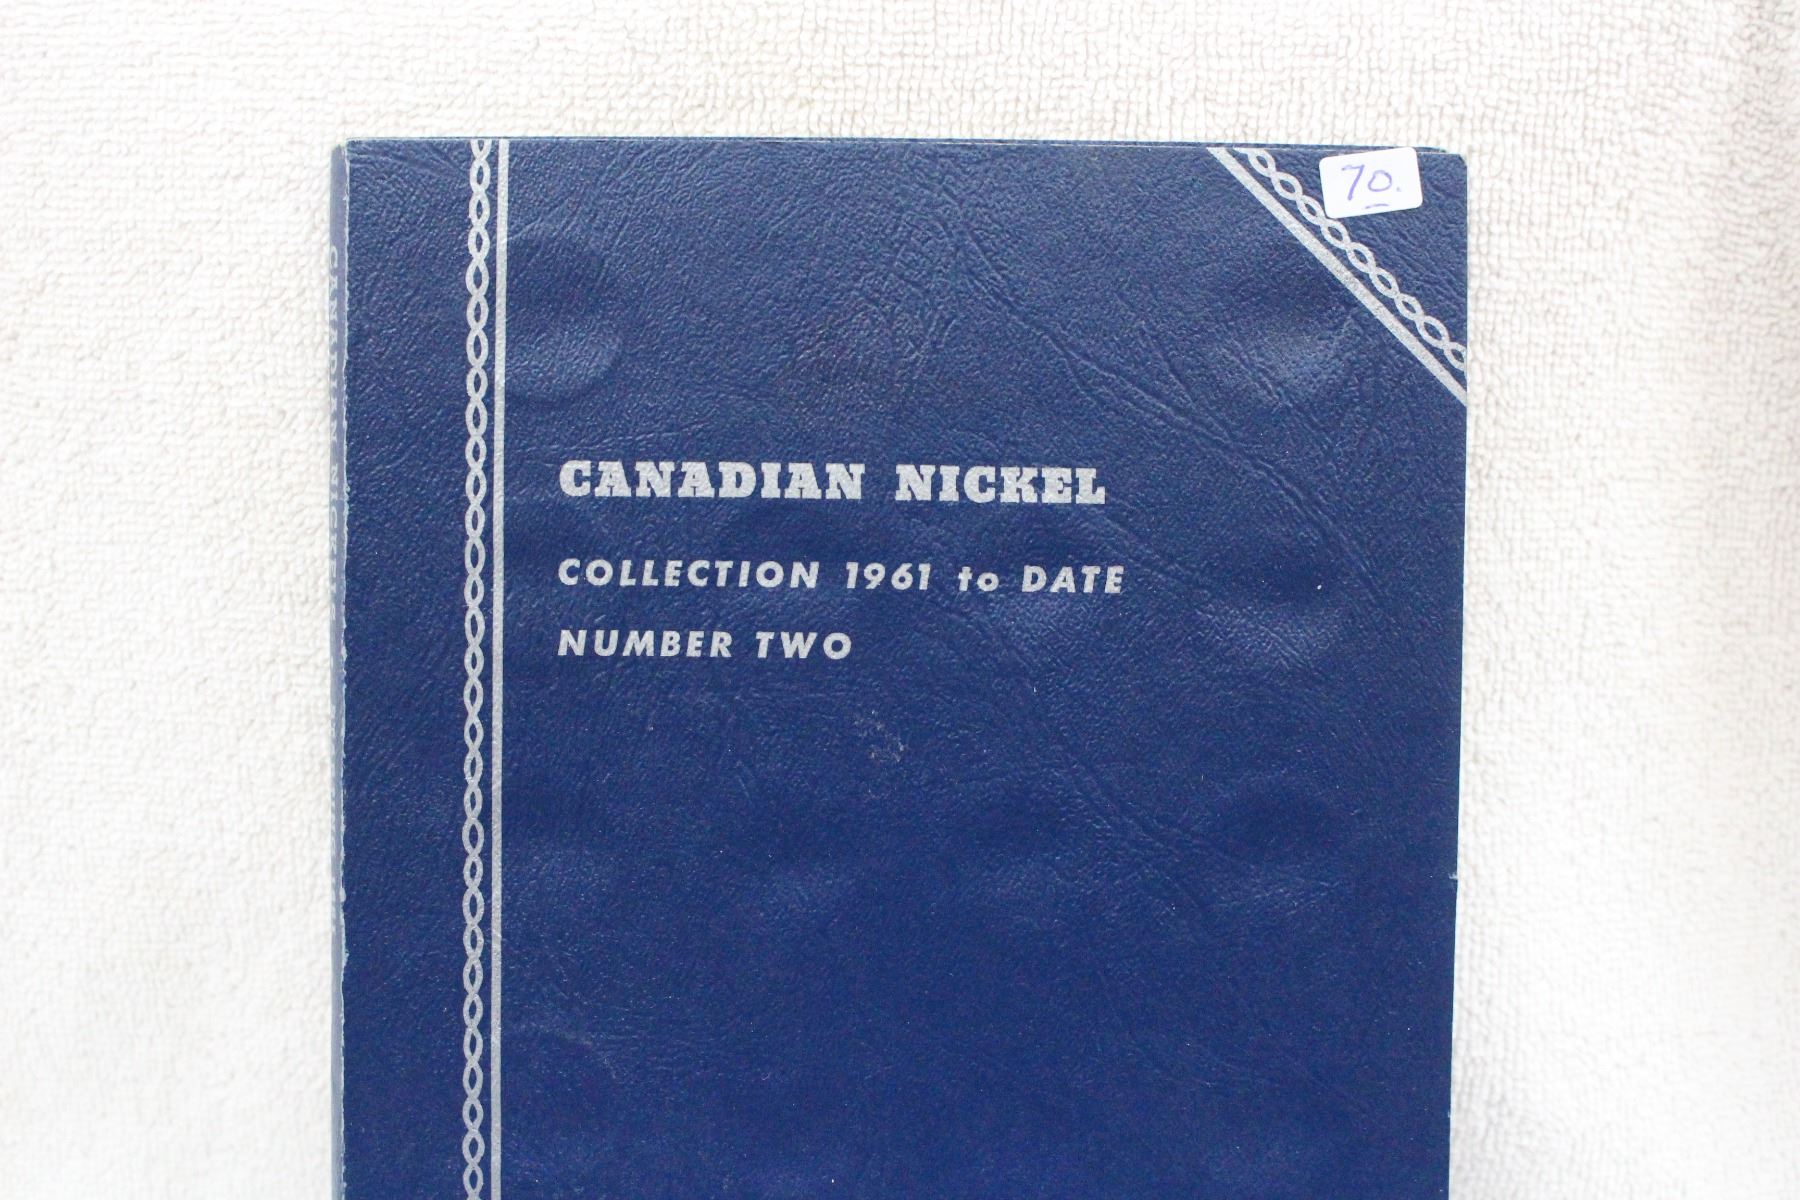 70.
CANADIAN NICKEL
COLLECTION 1961 to DATE
NUMBER TWO